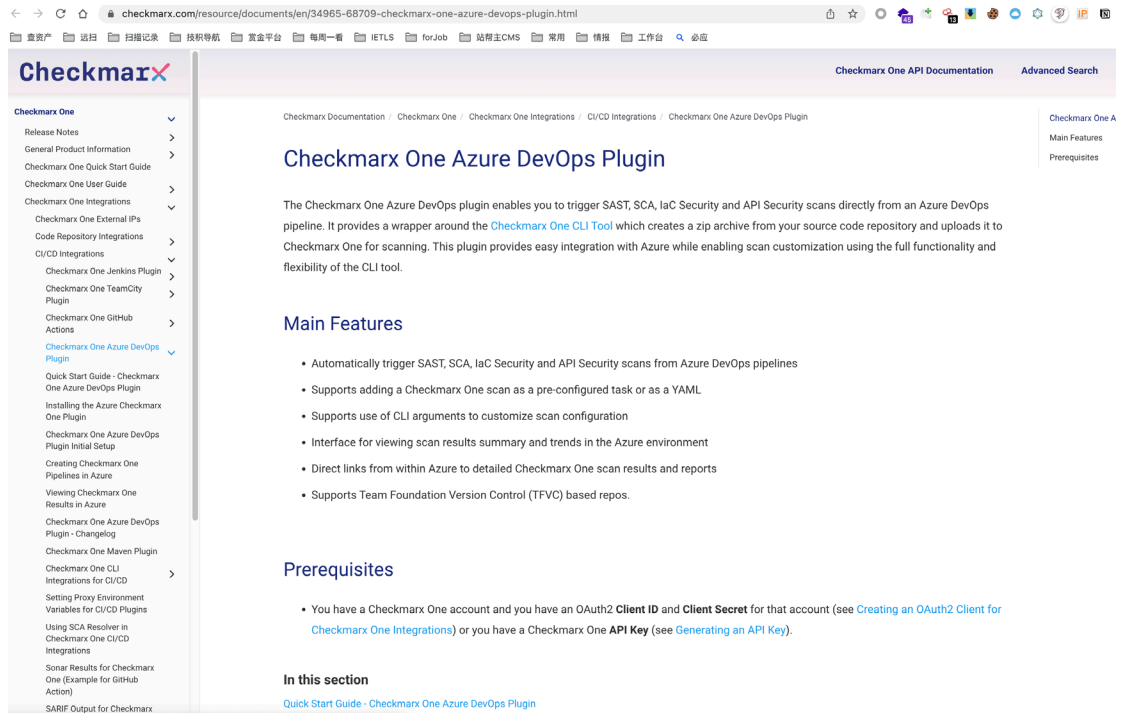 checkmarx.com/resource/documents/en/34965-68709-checkmarx-one-azure-devops-plugin.html
45
13
IP
查资产 远扫 扫描记录 技积导航 赏金平台 每周一看 IETLS forJob 站帮主CMS 常用 情报 工作台 必应
Checkmarx
Checkmarx One API Documentation Advanced Search
Checkmarx One
Release Notes
General Product Information
Checkmarx One Quick Start Guide
Checkmarx One User Guide
Checkmarx One Integrations
Checkmarx One External IPs
Code Repository Integrations
CI/CD Integrations
Checkmarx One Jenkins Plugin
Checkmarx One TeamCity
Plugin
Checkmarx One GitHub
Actions
Checkmarx One Azure DevOps
Plugin
Quick Start Guide - Checkmarx
One Azure DevOps Plugin
Installing the Azure Checkmarx
One Plugin
Checkmarx One Azure DevOps
Plugin Initial Setup
Creating Checkmarx One
Pipelines in Azure
Viewing Checkmarx One
Results in Azure
Checkmarx One Azure DevOps
Plugin - Changelog
Checkmarx One Maven Plugin
Checkmarx One CLI
Integrations for CI/CD
Setting Proxy Environment
Variables for CI/CD Plugins
Using SCA Resolver in
Checkmarx One CI/CD
Integrations
Sonar Results for Checkmarx
One (Example for GitHub
Action)
SARIF Output for Checkmarx
Checkmarx Documentation / Checkmarx One / Checkmarx One Integrations / CI/CD Integrations / Checkmarx One Azure DevOps Plugin
Checkmarx One Azure DevOps Plugin
The Checkmarx One Azure DevOps plugin enables you to trigger SAST, SCA, IaC Security and API Security scans directly from an Azure DevOps
pipeline. It provides a wrapper around the Checkmarx One CLI Tool which creates a zip archive from your source code repository and uploads it to
Checkmarx One for scanning. This plugin provides easy integration with Azure while enabling scan customization using the full functionality and
flexibility of the CLI tool.
Main Features
• Automatically trigger SAST, SCA, IaC Security and API Security scans from Azure DevOps pipelines
• Supports adding a Checkmarx One scan as a pre-configured task or as a YAML
• Supports use of CLI arguments to customize scan configuration
• Interface for viewing scan results summary and trends in the Azure environment
• Direct links from within Azure to detailed Checkmarx One scan results and reports
• Supports Team Foundation Version Control (TFVC) based repos.
Prerequisites
• You have a Checkmarx One account and you have an OAuth2 Client ID and Client Secret for that account (see Creating an OAuth2 Client for
Checkmarx One Integrations) or you have a Checkmarx One API Key (see Generating an API Key).
In this section
Quick Start Guide - Checkmarx One Azure DevOps Plugin
Checkmarx One A
Main Features
Prerequisites